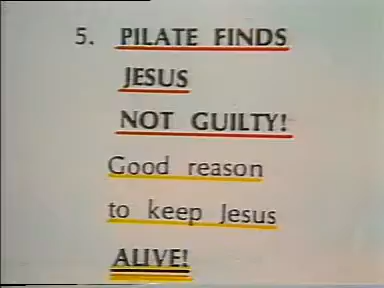 5. PILATE FINDS
JESUS
NOT GUILTY!
Good reason
to keep Jesus
ALIVE!